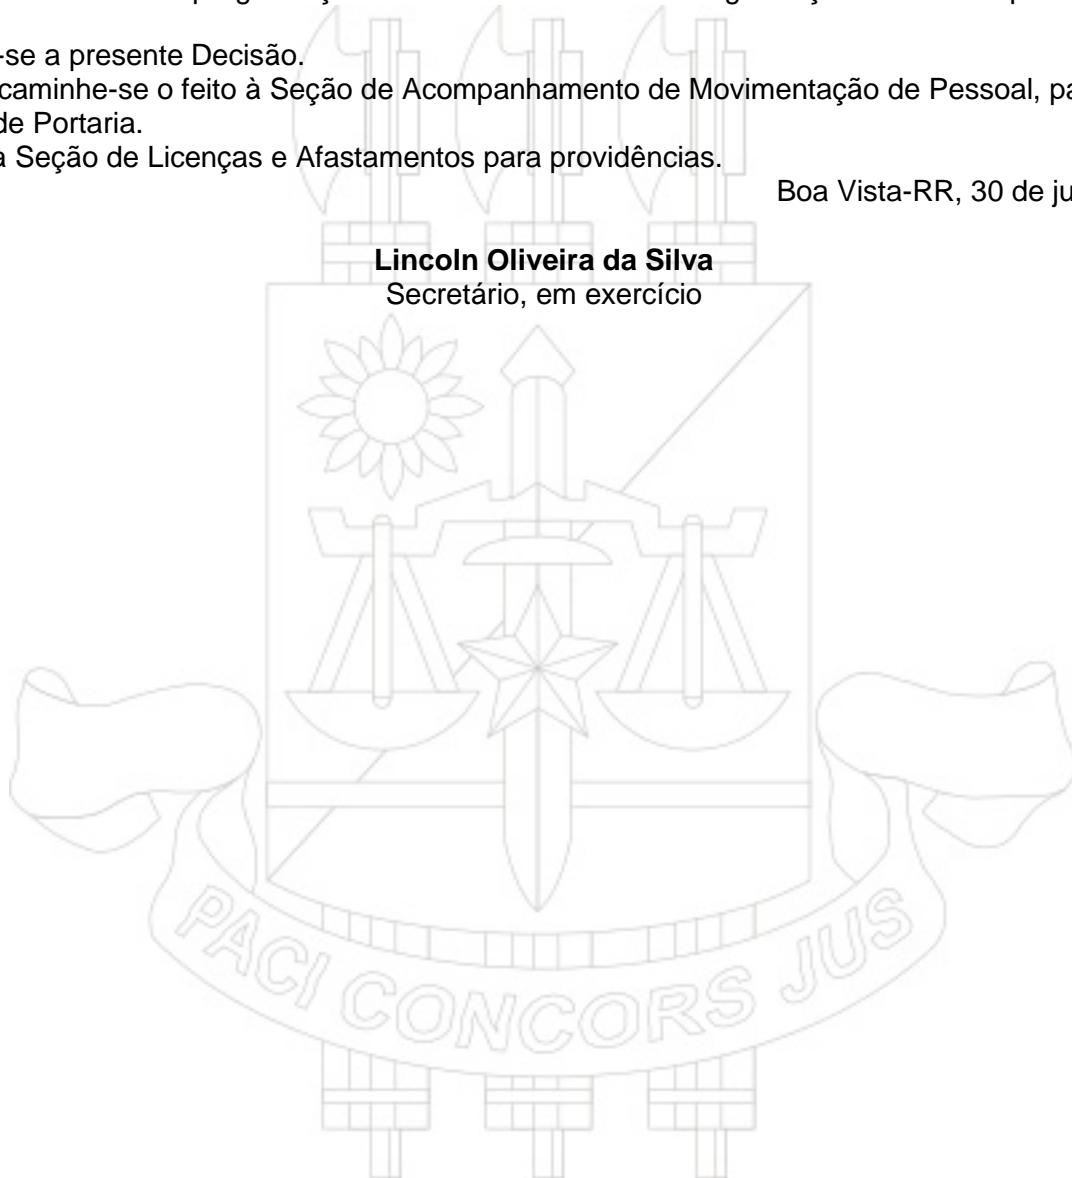 -se a presente Decisão.
caminhe-se o feito à Seção de Acompanhamento de Movimentação de Pessoal, pa
de Portaria.
a Seção de Licenças e Afastamentos para providências.
Boa Vista-RR, 30 de ju
Lincoln Oliveira da Silva
Secretário, em exercício
PACI CONCORS JUS